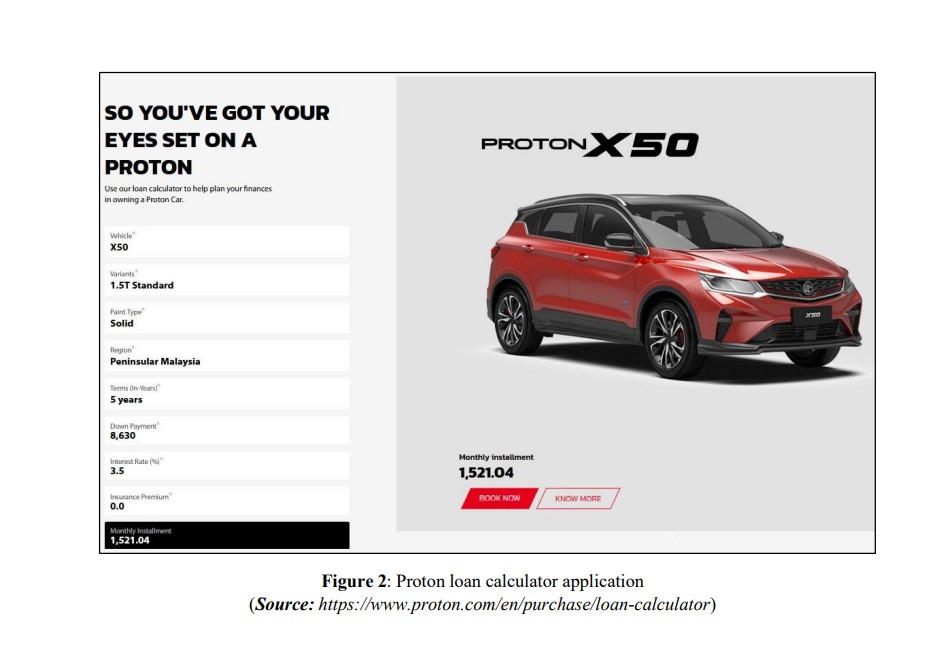 SO YOU'VE GOT YOUR
EYES SET ON A
PROTON
Use our loan calculator to help plan your finances
in owning a Proton Car.
Vehicle*
X50
Variants*
1.5T Standard
Paint Type*
Solid
Region*
Peninsular Malaysia
Terms (In-Years)*
5 years
Down Payment*
8,630
Interest Rate (%)*
3.5
Insurance Premium*
0.0
Monthly Installment
1,521.04
PROTON X50
X50
Monthly installment
1,521.04
BOOK NOW
KNOW MORE
Figure 2: Proton loan calculator application
(Source: https://www.proton.com/en/purchase/loan-calculator)